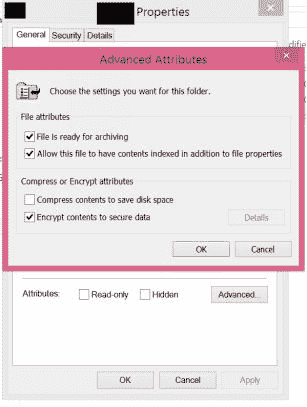 Properties
General Security Details
Advanced Attributes
Choose the settings you want for this folder.
File attributes
File is ready for archiving
Allow this file to have contents indexed in addition to file properties
Compress or Encrypt attributes
Compress contents to save disk space
Encrypt contents to secure data
Details
OK Cancel
Attributes: Read-only Hidden Advanced...
OK Cancel Apply